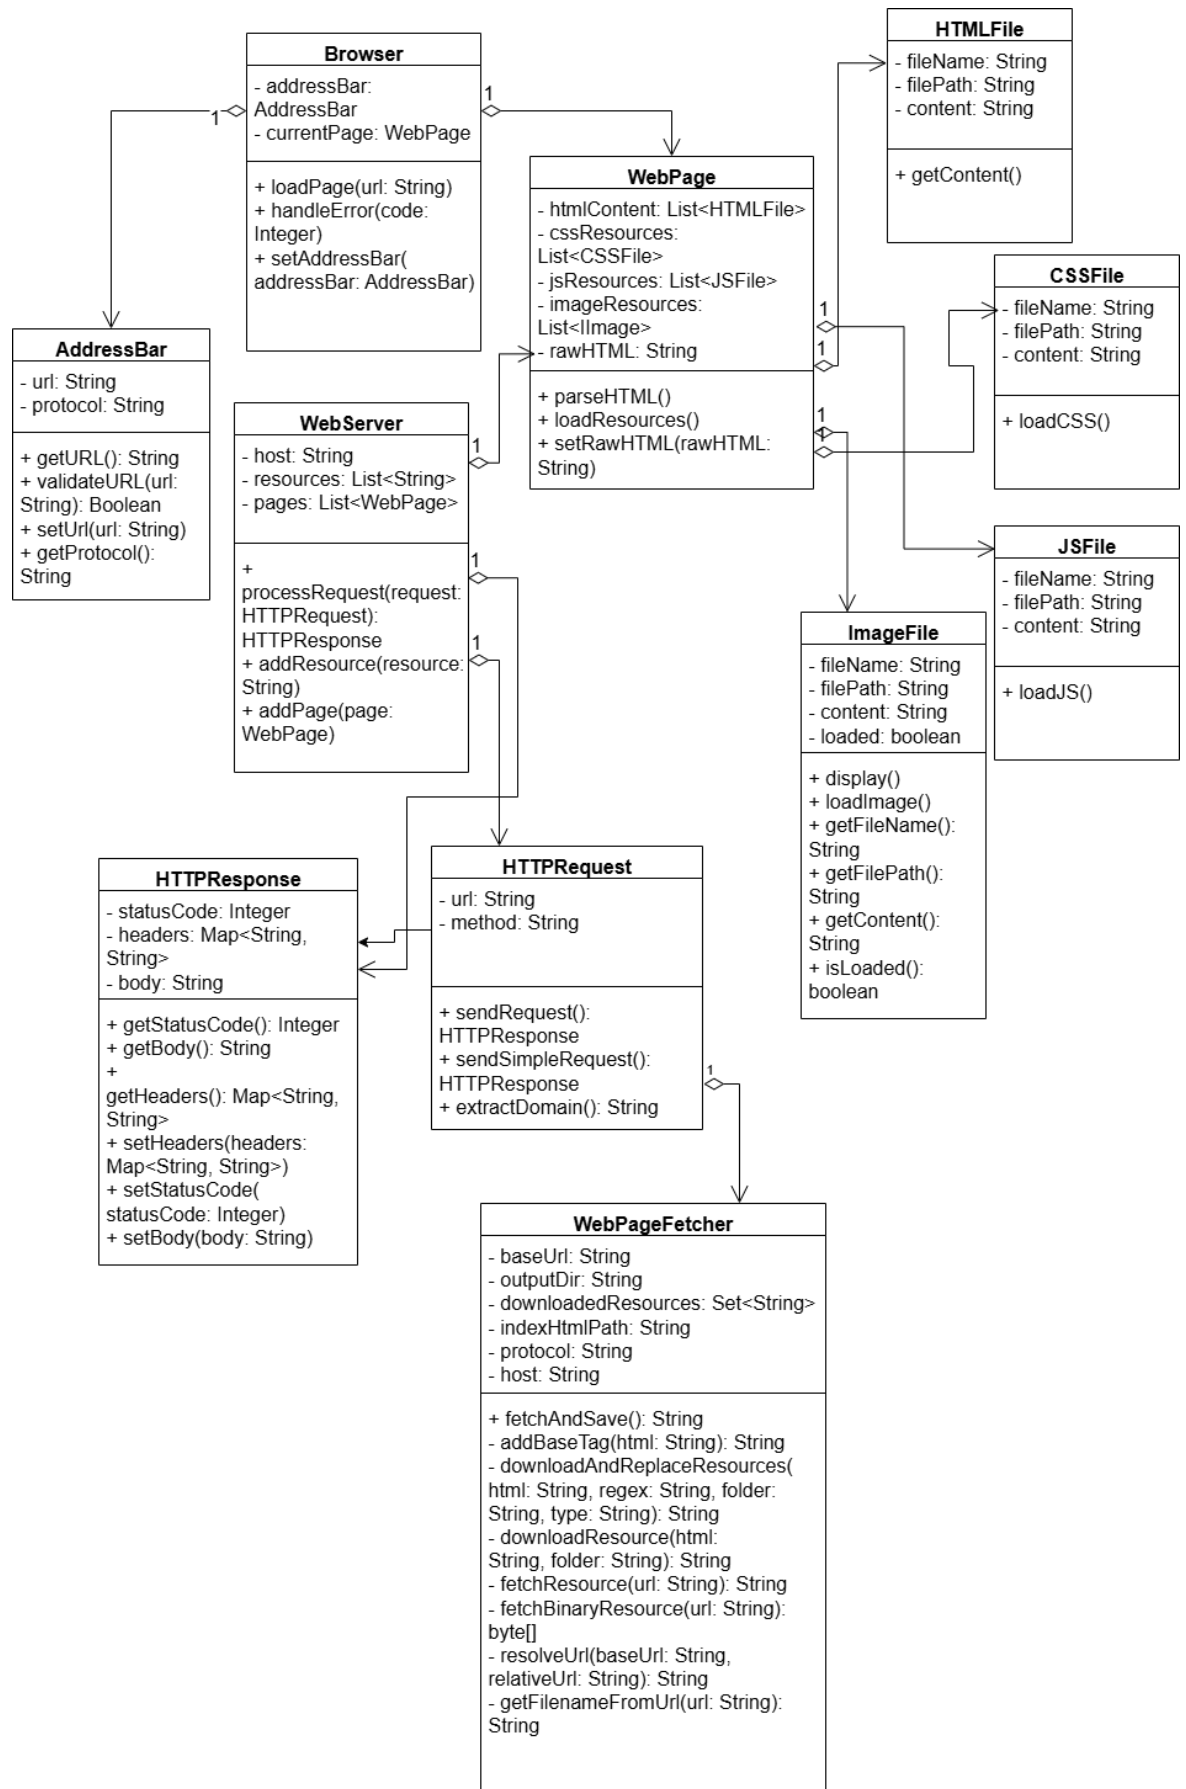 Browser
- addressBar:
AddressBar
- currentPage: WebPage
+ loadPage(url: String)
+ handleError(code:
Integer)
+ setAddressBar(
addressBar: AddressBar)
1
1
HTMLFile
- fileName: String
- filePath: String
- content: String
+ getContent()
WebPage
- htmlContent: List<HTMLFile>
- cssResources:
List<CSSFile>
- jsResources: List<JSFile>
- imageResources:
List<IImage>
- rawHTML: String
+ parseHTML()
+ loadResources()
+ setRawHTML(rawHTML:
String)
1
1
1
1
CSSFile
- fileName: String
- filePath: String
- content: String
+ loadCSS()
AddressBar
- url: String
- protocol: String
+ getURL(): String
+ validateURL(url:
String): Boolean
+ setUrl(url: String)
+ getProtocol():
String
WebServer
- host: String
- resources: List<String>
- pages: List<WebPage>
+
processRequest(request:
HTTPRequest):
HTTPResponse
+ addResource(resource:
String)
+ addPage(page:
WebPage)
1
1
1
JSFile
- fileName: String
- filePath: String
- content: String
+ loadJS()
ImageFile
- fileName: String
- filePath: String
- content: String
- loaded: boolean
+ display()
+ loadImage()
+ getFileName():
String
+ getFilePath():
String
+ getContent():
String
+ isLoaded():
boolean
HTTPResponse
- statusCode: Integer
- headers: Map<String,
String>
- body: String
+ getStatusCode(): Integer
+ getBody(): String
+
getHeaders(): Map<String,
String>
+ setHeaders(headers:
Map<String, String>)
+ setStatusCode(
statusCode: Integer)
+ setBody(body: String)
HTTPRequest
- url: String
- method: String
+ sendRequest():
HTTPResponse
+ sendSimpleRequest():
HTTPResponse
+ extractDomain(): String
1
WebPageFetcher
- baseUrl: String
- outputDir: String
- downloadedResources: Set<String>
- indexHtmlPath: String
- protocol: String
- host: String
+ fetchAndSave(): String
- addBaseTag(html: String): String
- downloadAndReplaceResources(
html: String, regex: String, folder:
String, type: String): String
- downloadResource(html:
String, folder: String): String
- fetchResource(url: String): String
- fetchBinaryResource(url: String):
byte[]
- resolveUrl(baseUrl: String,
relativeUrl: String): String
- getFilenameFromUrl(url: String):
String